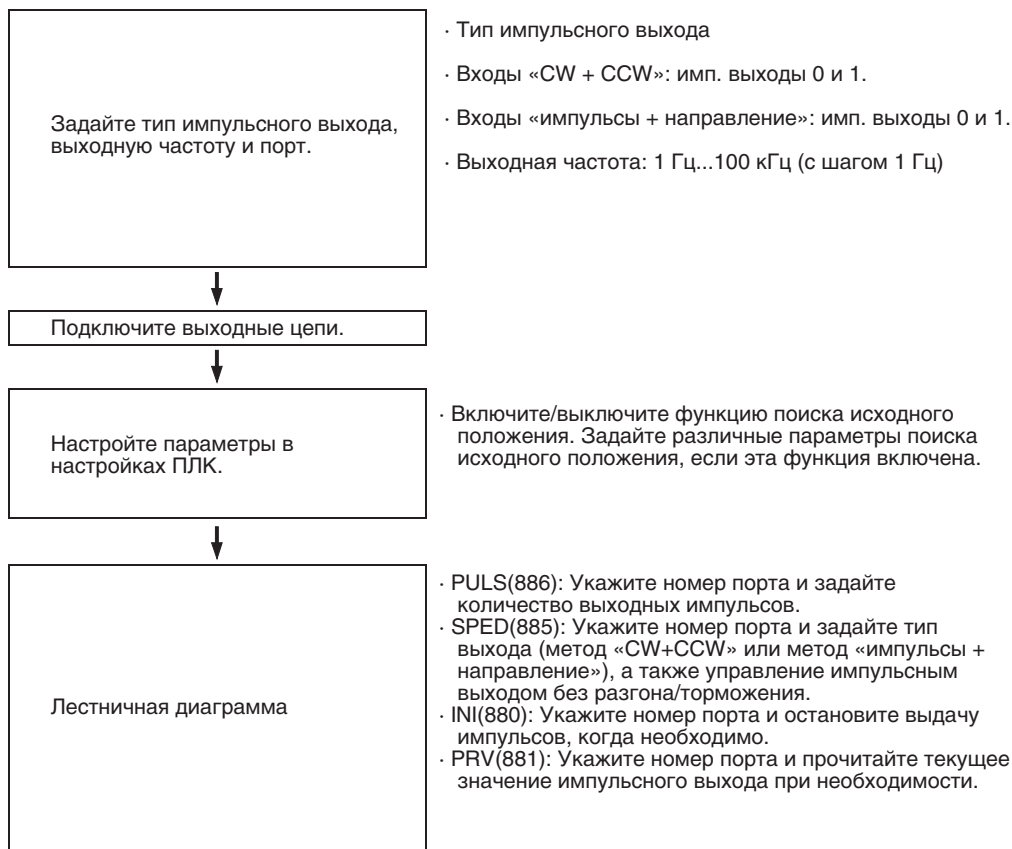 Задайте тип импульсного выхода,
выходную частоту и порт.
· Тип импульсного выхода
· Входы «CW + CCW»: имп. выходы 0 и 1.
· Входы «импульсы + направление»: имп. выходы 0 и 1.
· Выходная частота: 1 Гц...100 кГц (с шагом 1 Гц)
Подключите выходные цепи.
Настройте параметры в
настройках ПЛК.
· Включите/выключите функцию поиска исходного
положения. Задайте различные параметры поиска
исходного положения, если эта функция включена.
Лестничная диаграмма
· PULS(886): Укажите номер порта и задайте
количество выходных импульсов.
· SPED(885): Укажите номер порта и задайте тип
выхода (метод «CW+CCW» или метод «импульсы +
направление»), а также управление импульсным
выходом без разгона/торможения.
· INI(880): Укажите номер порта и остановите выдачу
импульсов, когда необходимо.
· PRV(881): Укажите номер порта и прочитайте текущее
значение импульсного выхода при необходимости.